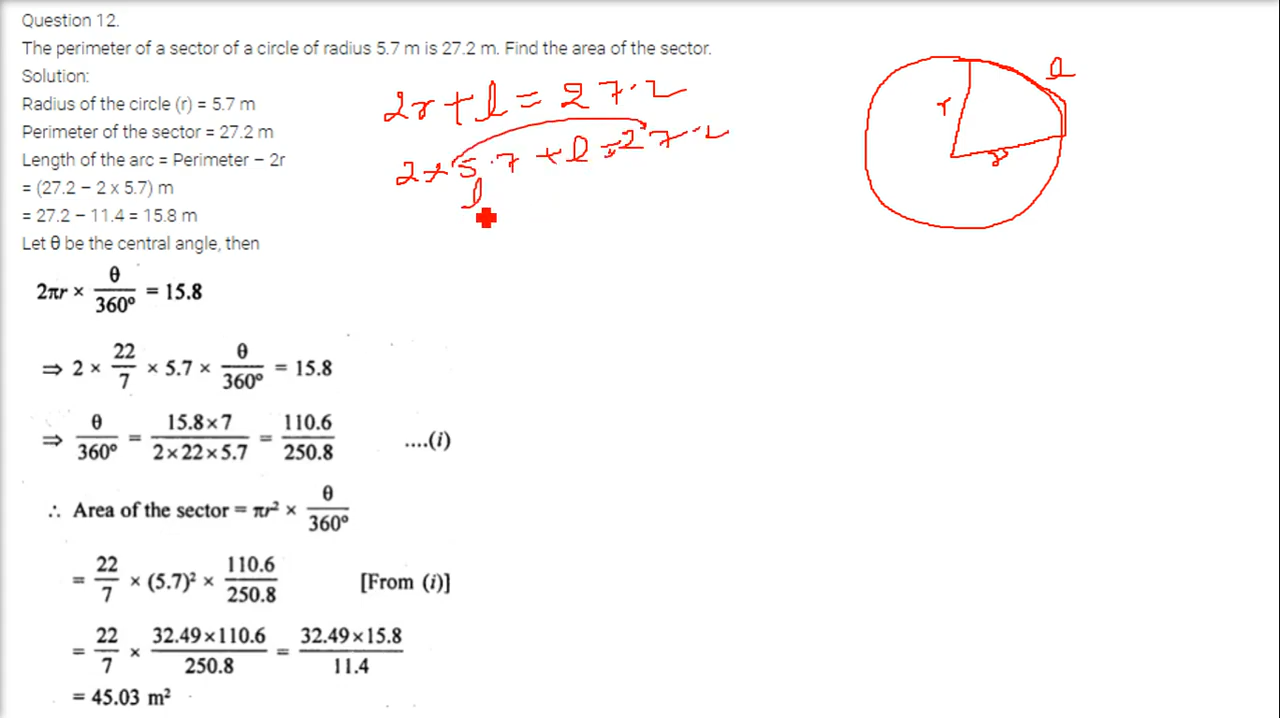 Question 12.
The perimeter of a sector of a circle of radius 5.7 m is 27.2 m. Find the area of the sector.
Solution:
Radius of the circle (r) = 5.7 m
Perimeter of the sector = 27.2 m
Length of the arc = Perimeter − 2r
= (27.2 − 2 x 5.7) m
= 27.2 − 11.4 = 15.8 m
Let θ be the central angle, then
2πr × θ/360° = 15.8
⇒ 2 × 22/7 × 5.7 × θ/360° = 15.8
⇒ θ/360° = 15.8×7/2×22×5.7 = 110.6/250.8 ....(i)
∴ Area of the sector = πr² × θ/360°
= 22/7 × (5.7)² × 110.6/250.8 [From (i)]
= 22/7 × 32.49×110.6/250.8 = 32.49×15.8/11.4
= 45.03 m²
2r + l = 27.2
2 × 5.7 + l = 27.2
l
r
r